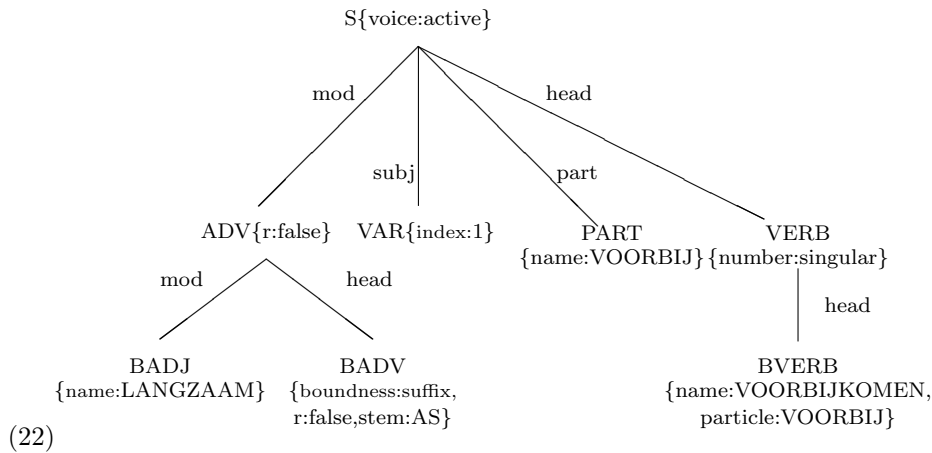 S{voice:active}
mod
head
subj
part
ADV{r:false}
VAR{index:1}
PART
{name:VOORBIJ}
VERB
{number:singular}
mod
head
head
BADJ
{name:LANGZAAM}
BADV
{boundness:suffix,
r:false,stem:AS}
BVERB
{name:VOORBIJKOMEN,
particle:VOORBIJ}
(22)